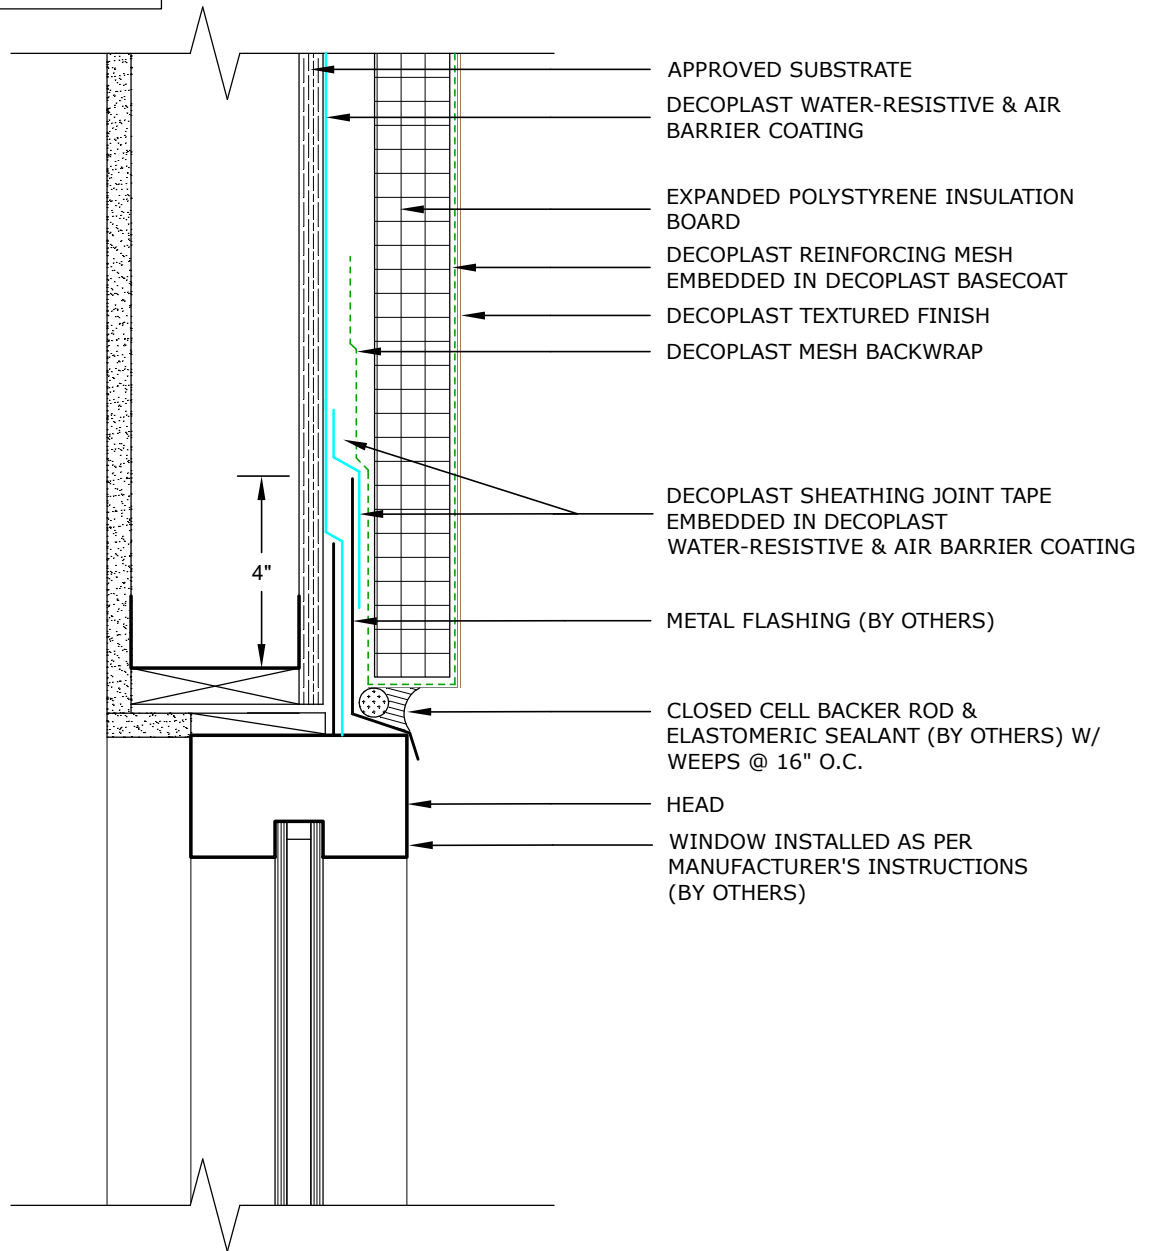 APPROVED SUBSTRATE
DECOPLAST WATER-RESISTIVE & AIR
BARRIER COATING
EXPANDED POLYSTYRENE INSULATION
BOARD
DECOPLAST REINFORCING MESH
EMBEDDED IN DECOPLAST BASECOAT
DECOPLAST TEXTURED FINISH
DECOPLAST MESH BACKWRAP
DECOPLAST SHEATHING JOINT TAPE
EMBEDDED IN DECOPLAST
WATER-RESISTIVE & AIR BARRIER COATING
4"
METAL FLASHING (BY OTHERS)
CLOSED CELL BACKER ROD &
ELASTOMERIC SEALANT (BY OTHERS) W/
WEEPS @ 16" O.C.
HEAD
WINDOW INSTALLED AS PER
MANUFACTURER'S INSTRUCTIONS
(BY OTHERS)